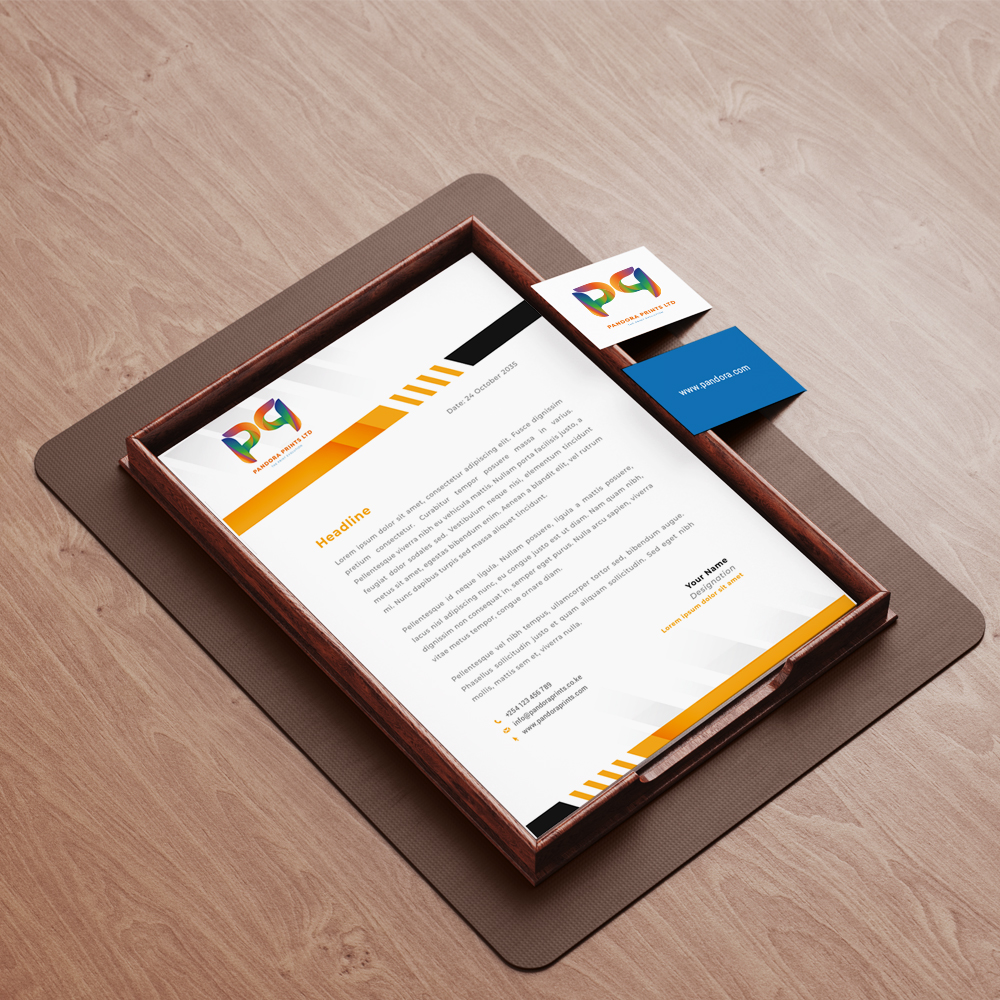 PANDORA PRINTS LTD
Date: 24 October 2035
Headline
Lorem ipsum dolor sit amet, consectetur adipiscing elit. Fusce dignissim
pretium consectetur. Curabitur tempor posuere massa in varius.
Pellentesque viverra nibh eu vehicula mattis. Nullam porta facilisis justo, a
feugiat dolor sodales sed. Vestibulum neque nisi, elementum tincidunt
metus sit amet, egestas bibendum enim. Aenean a blandit elit, vel rutrum
mi. Nunc dapibus turpis sed massa aliquet tincidunt.
Pellentesque id neque ligula. Nullam posuere, ligula a mattis posuere,
lacus nisl adipiscing nunc, eu congue justo est ut diam. Nam quam nibh,
dignissim non consequat in, semper eget purus. Nulla arcu sapien, viverra
vitae metus tempor, congue ornare diam.
Pellentesque vel nibh tempus, ullamcorper tortor sed, bibendum augue.
Phasellus sollicitudin justo et quam aliquam sollicitudin. Sed eget nibh
mollis, mattis sem et, viverra nulla.
Your Name
Designation
Lorem ipsum dolor sit amet
+254 123 456 789
info@pandoraprints.co.ke
www.pandoraprints.com
PANDORA PRINTS LTD
www.pandora.com